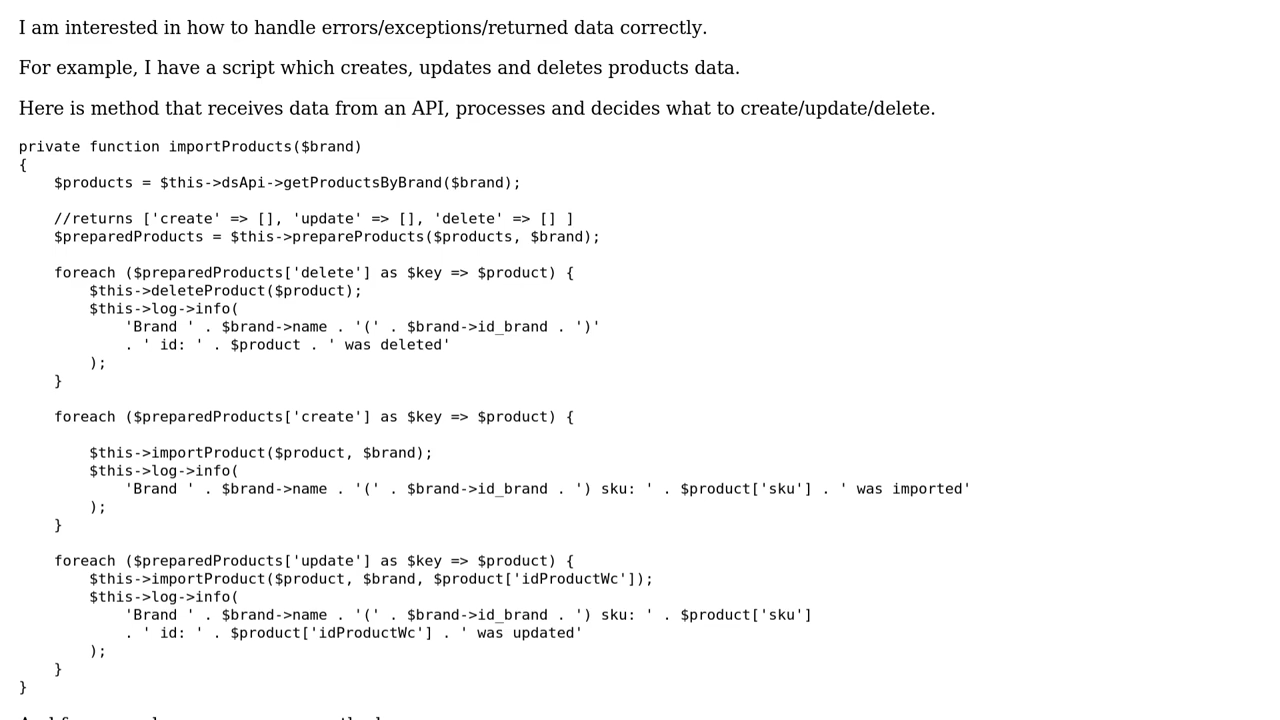 I am interested in how to handle errors/exceptions/returned data correctly.
For example, I have a script which creates, updates and deletes products data.
Here is method that receives data from an API, processes and decides what to create/update/delete.
private function importProducts($brand)
{
    $products = $this->dsApi->getProductsByBrand($brand);
    //returns ['create' => [], 'update' => [], 'delete' => [] ]
    $preparedProducts = $this->prepareProducts($products, $brand);
    foreach ($preparedProducts['delete'] as $key => $product) {
        $this->deleteProduct($product);
        $this->log->info(
            'Brand ' . $brand->name . '(' . $brand->id_brand . ')'
            . ' id: ' . $product . ' was deleted'
        );
    }
    foreach ($preparedProducts['create'] as $key => $product) {
        $this->importProduct($product, $brand);
        $this->log->info(
            'Brand ' . $brand->name . '(' . $brand->id_brand . ') sku: ' . $product['sku'] . ' was imported'
        );
    }
    foreach ($preparedProducts['update'] as $key => $product) {
        $this->importProduct($product, $brand, $product['idProductWc']);
        $this->log->info(
            'Brand ' . $brand->name . '(' . $brand->id_brand . ') sku: ' . $product['sku']
            . ' id: ' . $product['idProductWc'] . ' was updated'
        );
    }
}